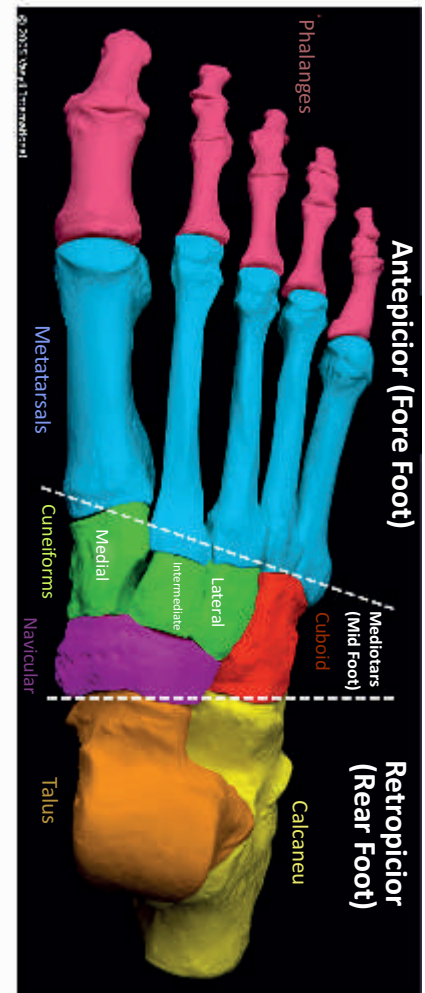 Phalanges
Antepicior (Fore Foot)
Metatarsals
Cuneiforms
Medial
Intermediate
Lateral
Cuboid
Mediotars
(Mid Foot)
Navicular
Talus
Calcaneu
Retropicior
(Rear Foot)